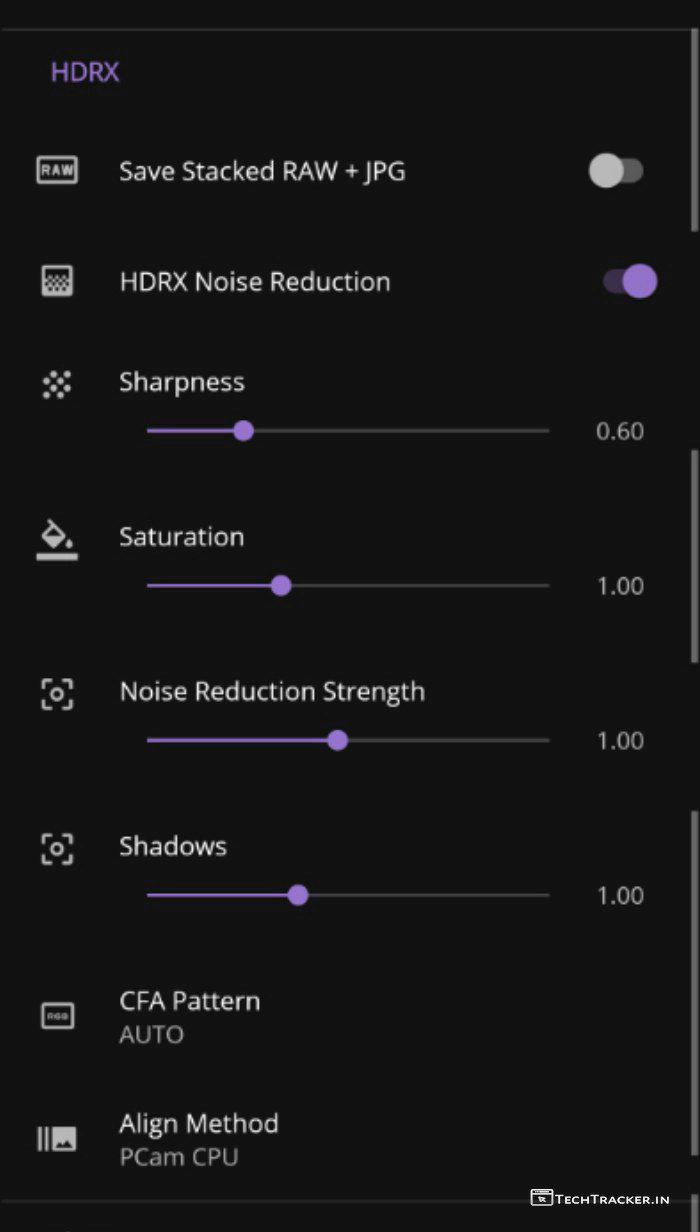 HDRX
RAW
Save Stacked RAW + JPG
HDRX Noise Reduction
Sharpness
0.60
Saturation
1.00
Noise Reduction Strength
1.00
Shadows
1.00
CFA Pattern
RGB
AUTO
Align Method
PCam CPU
TECHTRACKER.IN